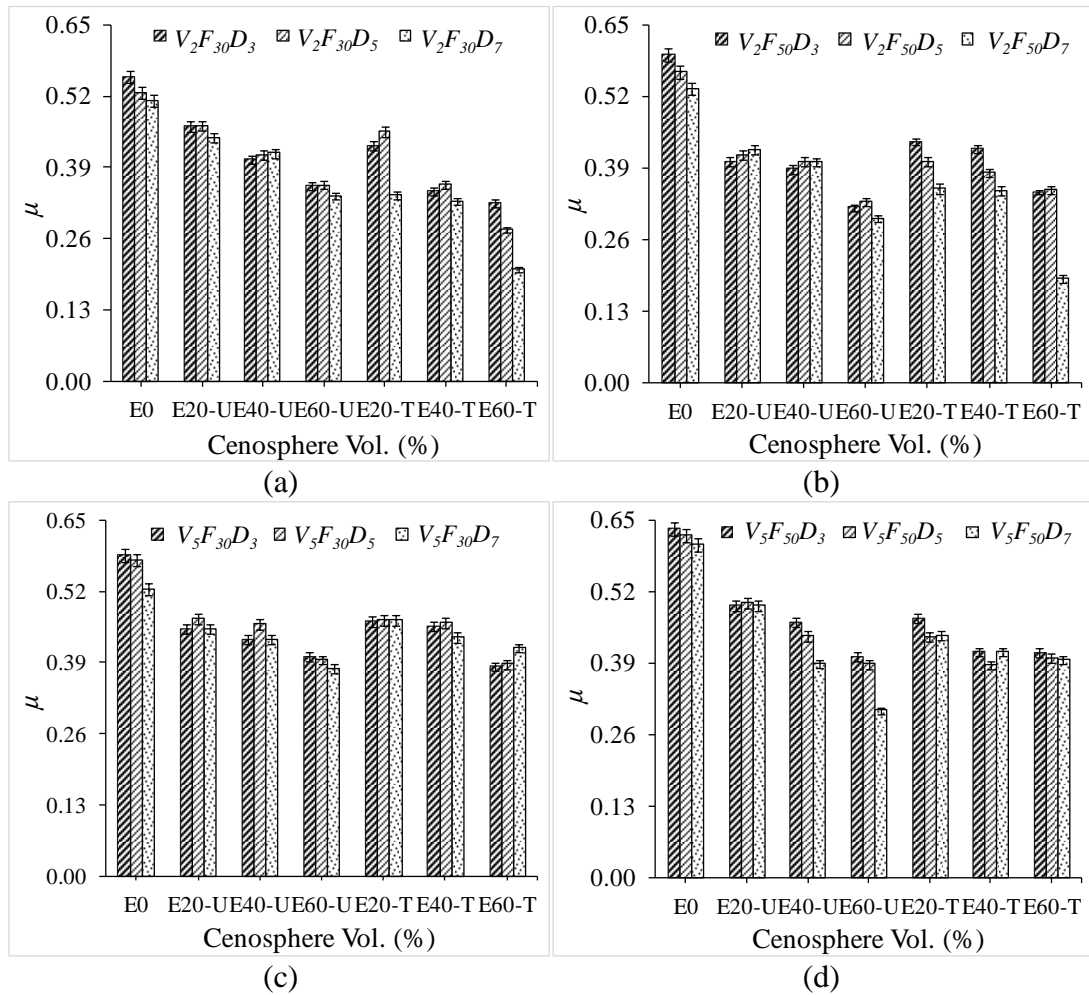 V₂F₃₀D₃ V₂F₃₀D₅ V₂F₃₀D₇
0.65
0.52
0.39
0.26
0.13
0.00
μ
E0 E20-U E40-U E60-U E20-T E40-T E60-T
Cenosphere Vol. (%)
(a)
V₂F₅₀D₃ V₂F₅₀D₅ V₂F₅₀D₇
0.65
0.52
0.39
0.26
0.13
0.00
μ
E0 E20-U E40-U E60-U E20-T E40-T E60-T
Cenosphere Vol. (%)
(b)
V₅F₃₀D₃ V₅F₃₀D₅ V₅F₃₀D₇
0.65
0.52
0.39
0.26
0.13
0.00
μ
E0 E20-U E40-U E60-U E20-T E40-T E60-T
Cenosphere Vol. (%)
(c)
V₅F₅₀D₃ V₅F₅₀D₅ V₅F₅₀D₇
0.65
0.52
0.39
0.26
0.13
0.00
μ
E0 E20-U E40-U E60-U E20-T E40-T E60-T
Cenosphere Vol. (%)
(d)